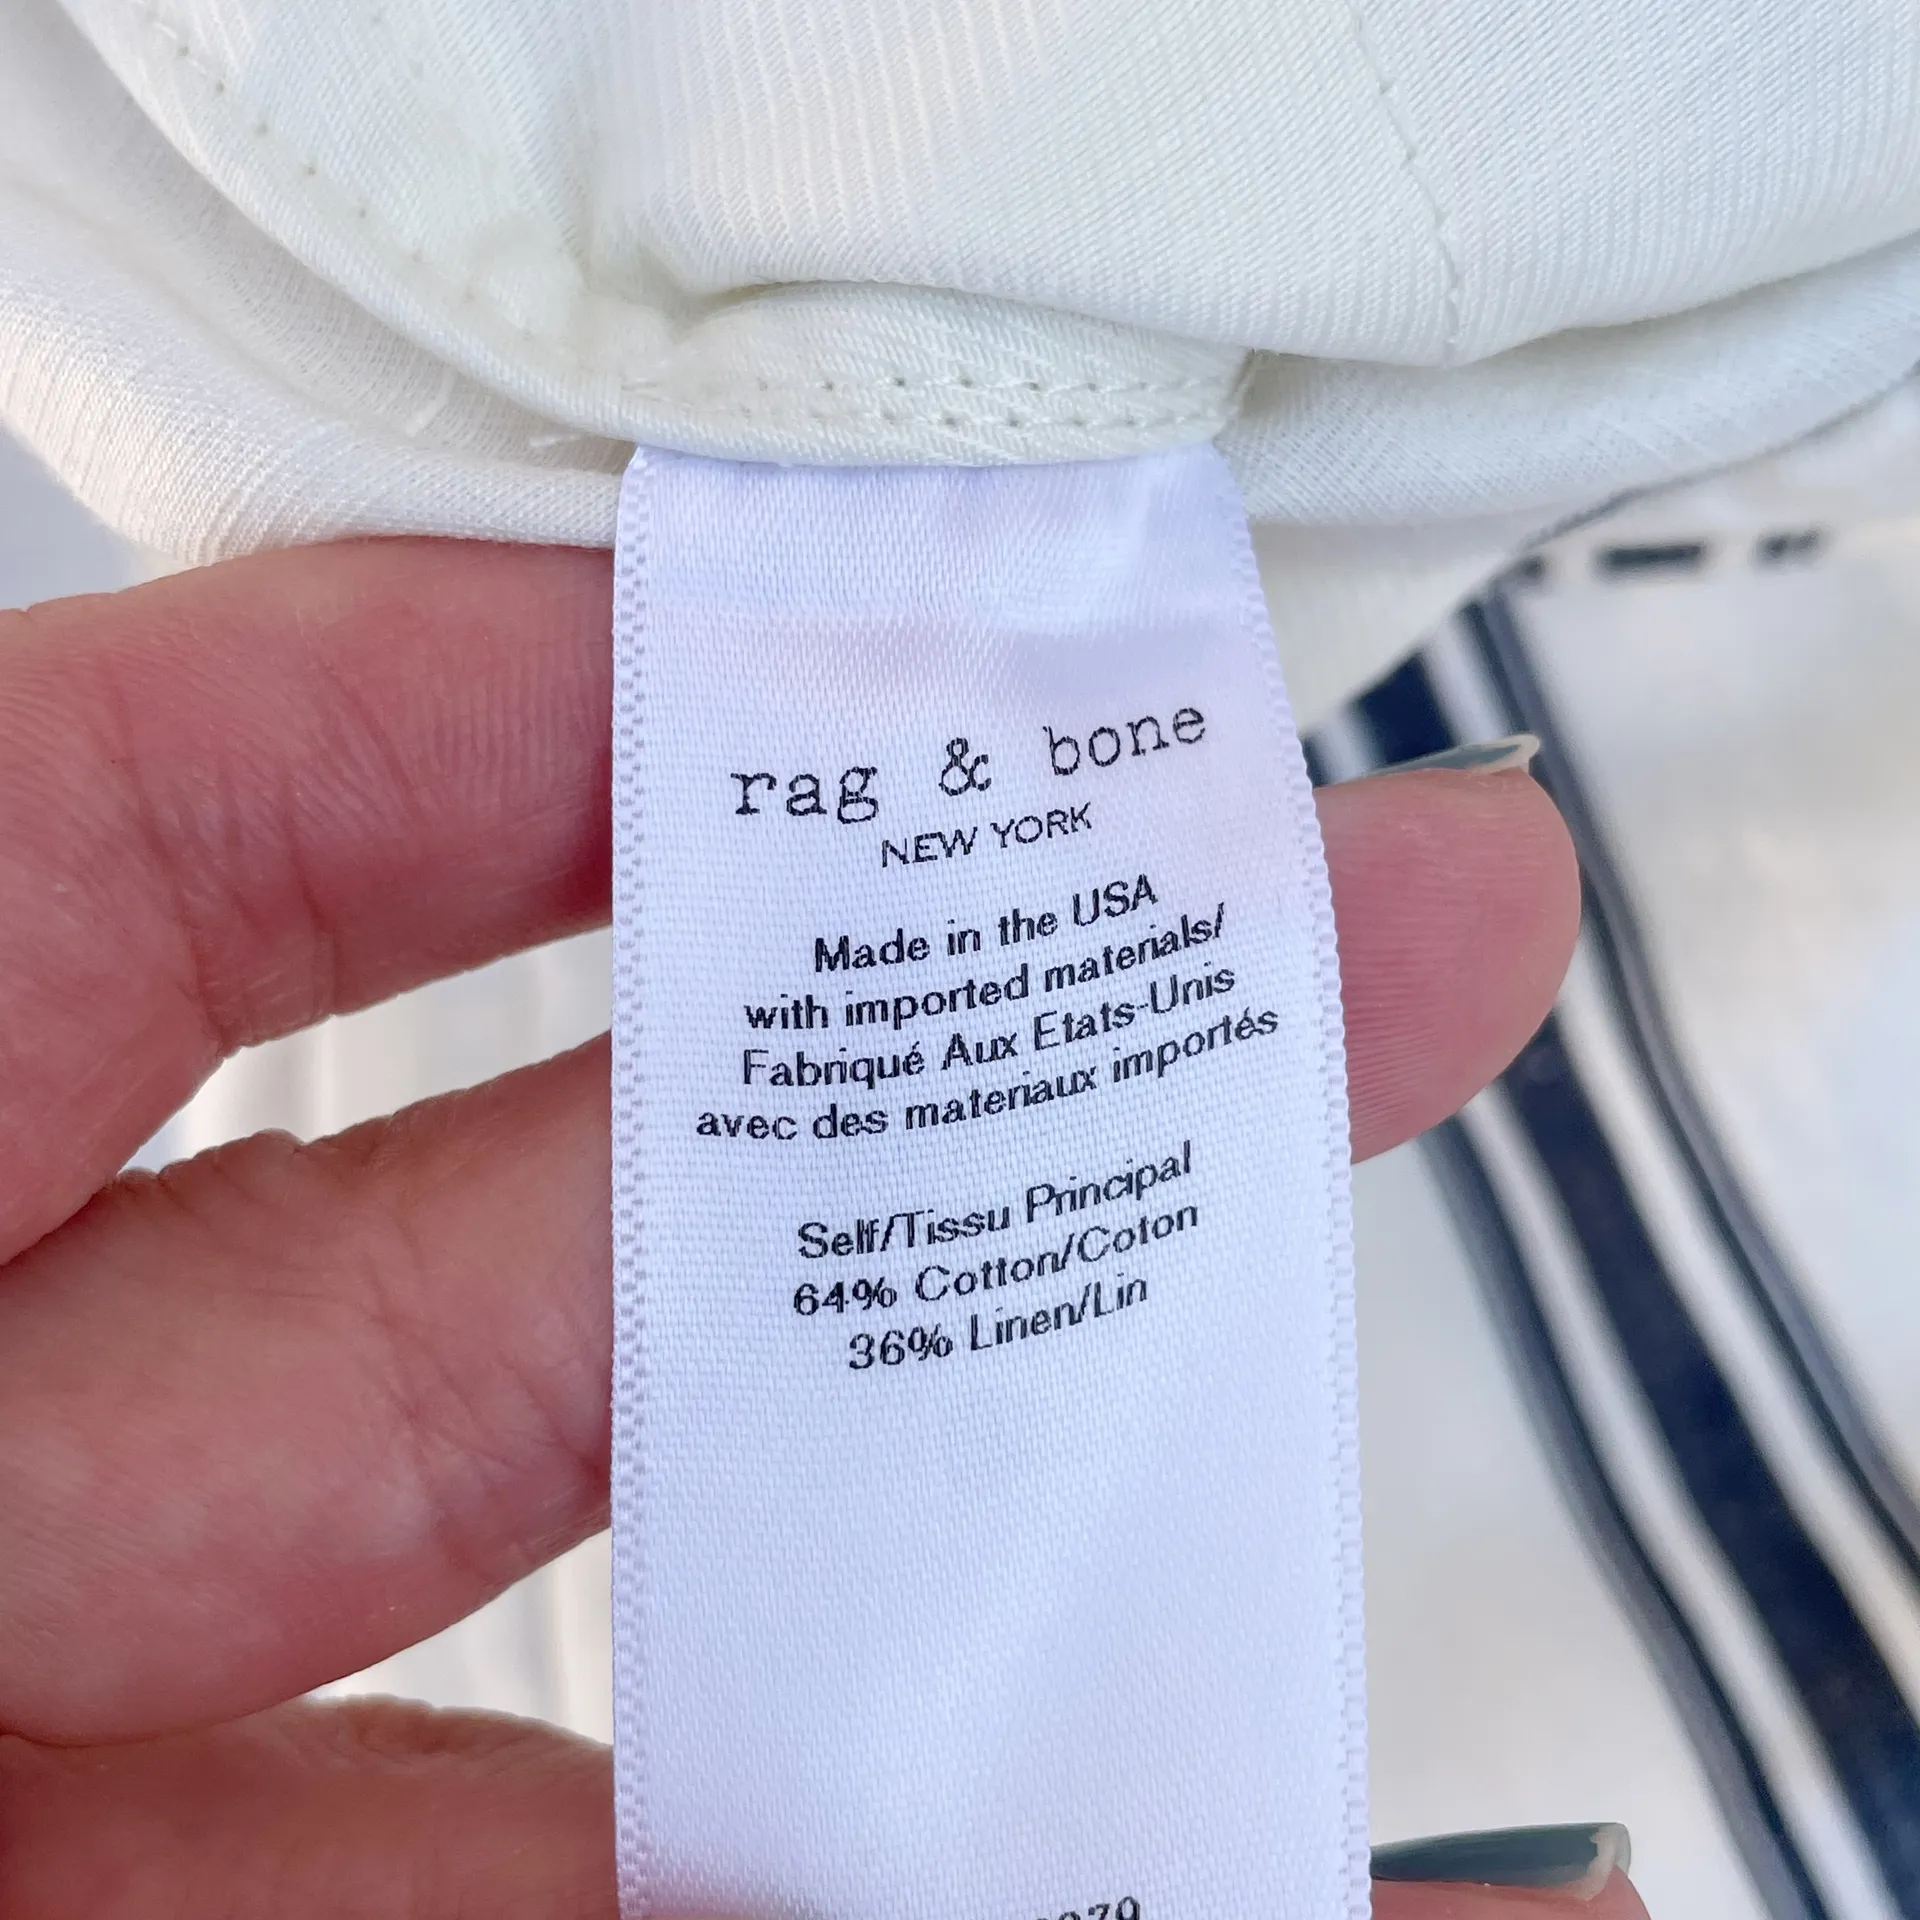 rag & bone
NEW YORK
Made in the USA
with imported materials/
Fabriqué Aux Etats-Unis
avec des materiaux importés
Self/Tissu Principal
64% Cotton/Coton
36% Linen/Lin